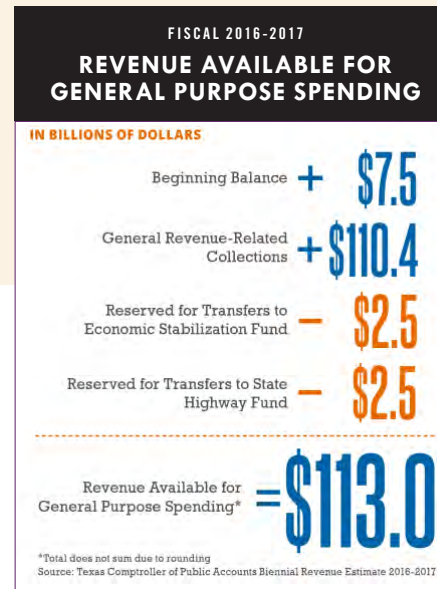 FISCAL 2016-2017
REVENUE AVAILABLE FOR
GENERAL PURPOSE SPENDING
IN BILLIONS OF DOLLARS
Beginning Balance + $7.5
General Revenue-Related
Collections + $110.4
Reserved for Transfers to
Economic Stabilization Fund – $2.5
Reserved for Transfers to State
Highway Fund – $2.5
Revenue Available for
General Purpose Spending* = $113.0
*Total does not sum due to rounding
Source: Texas Comptroller of Public Accounts Biennial Revenue Estimate 2016-2017